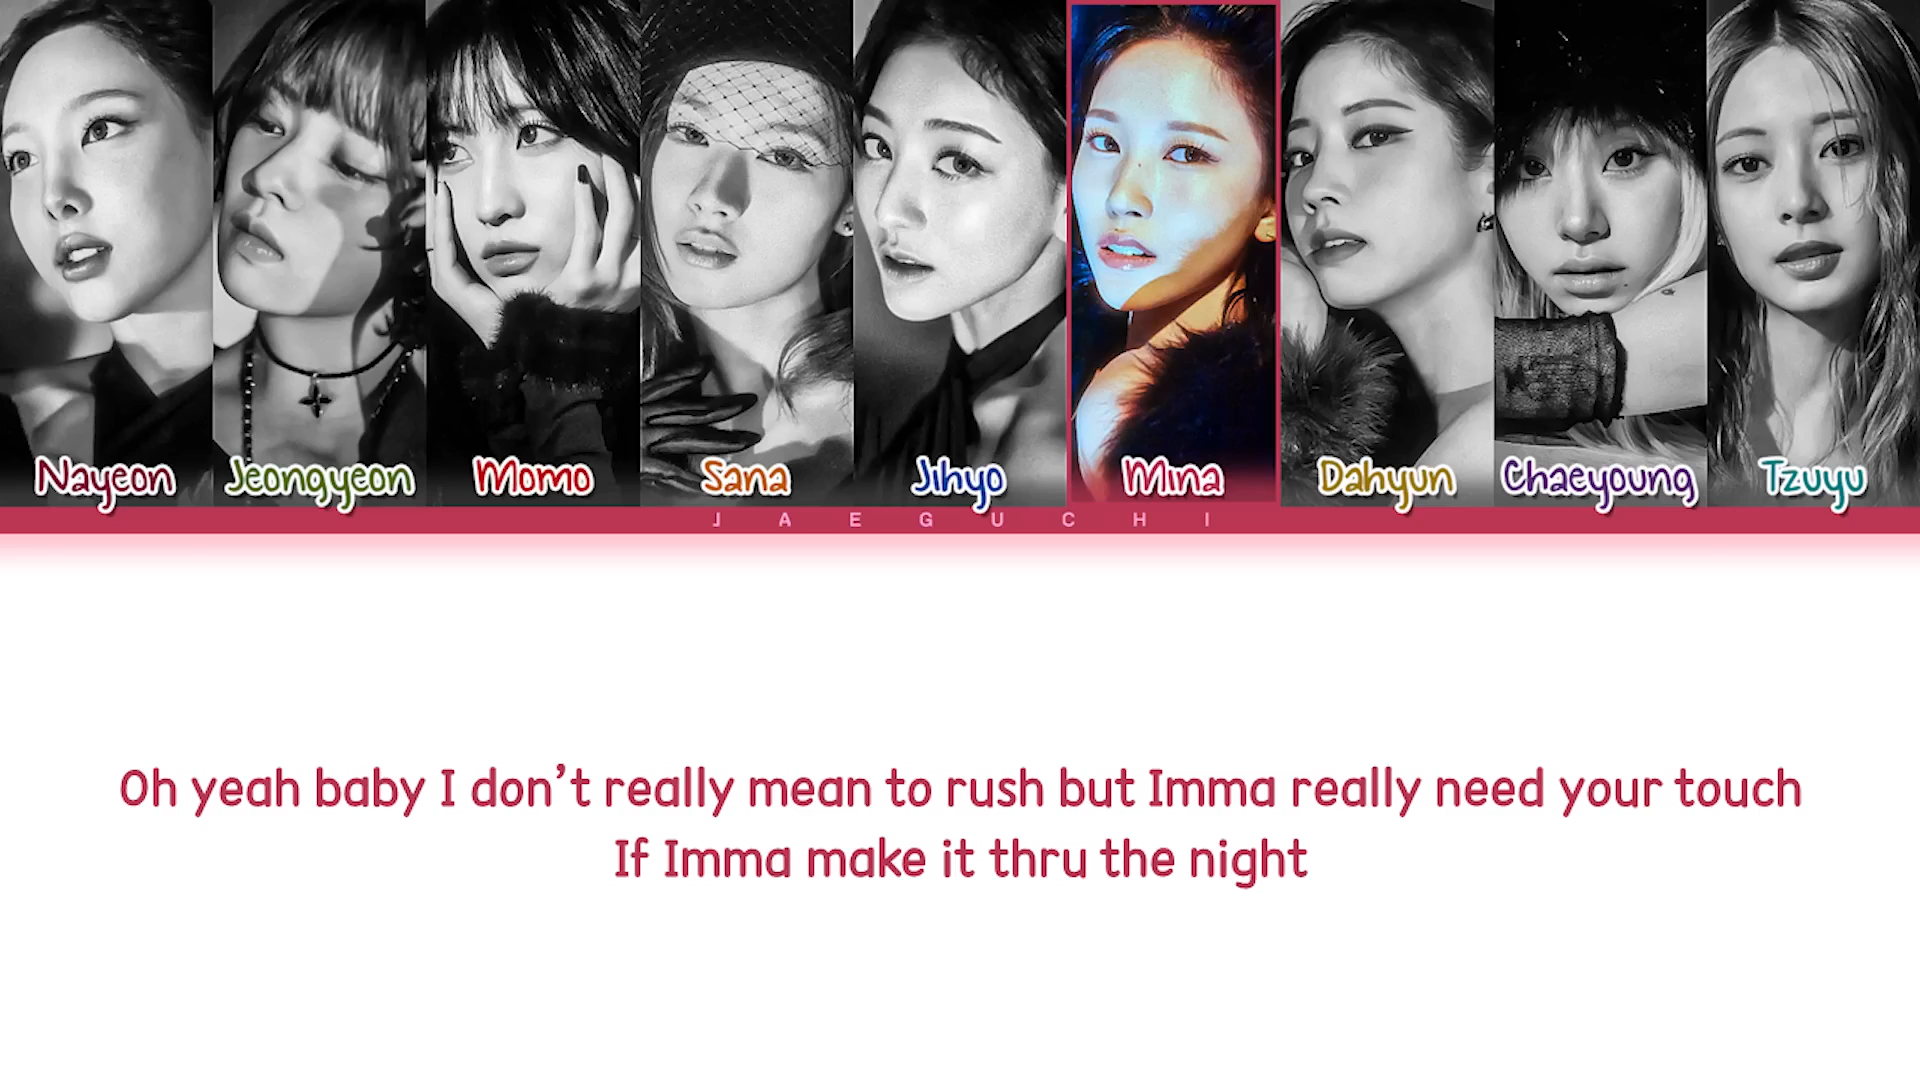 Nayeon Jeongyeon Momo Sana Jihyo Mina Dahyun Chaeyoung Tzuyu
JAEGUCHI
Oh yeah baby I don’t really mean to rush but Imma really need your touch
If Imma make it thru the night